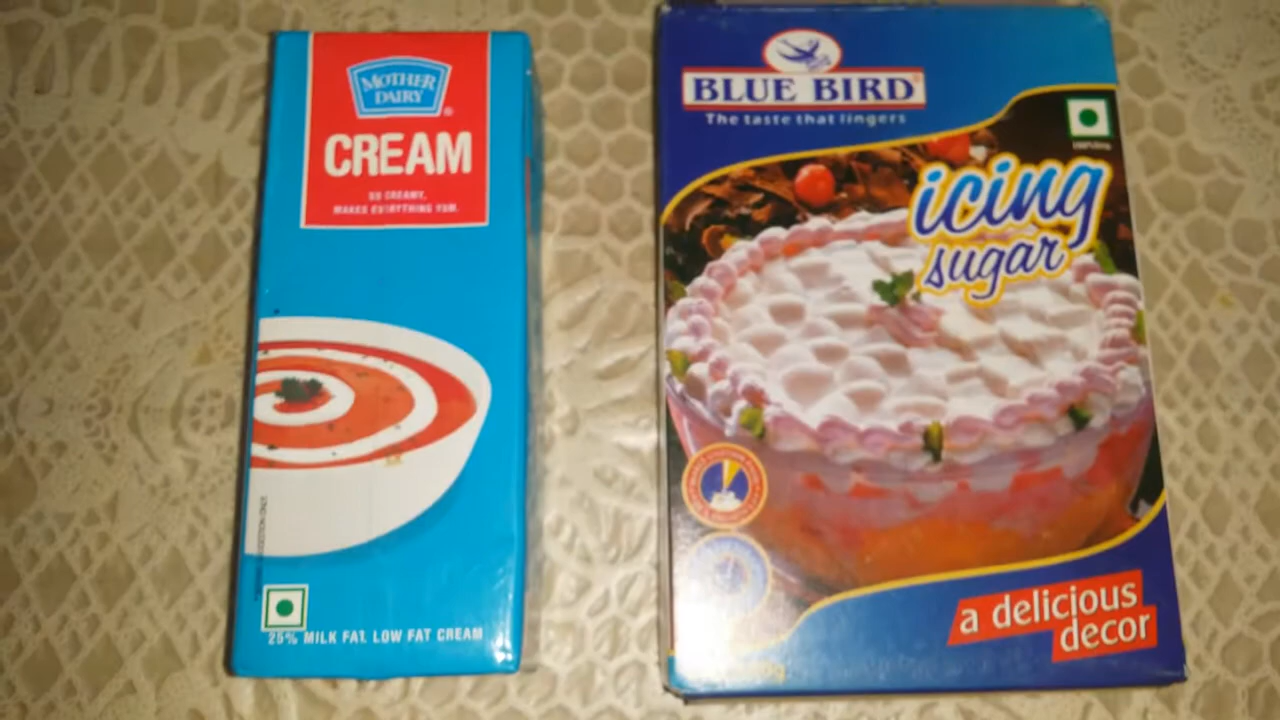 MOTHER
DAIRY
CREAM
SO CREAMY,
MAKES EVERYTHING YUM.
25% MILK FAT. LOW FAT CREAM
BLUE BIRD
The taste that lingers
icing
sugar
a delicious
decor